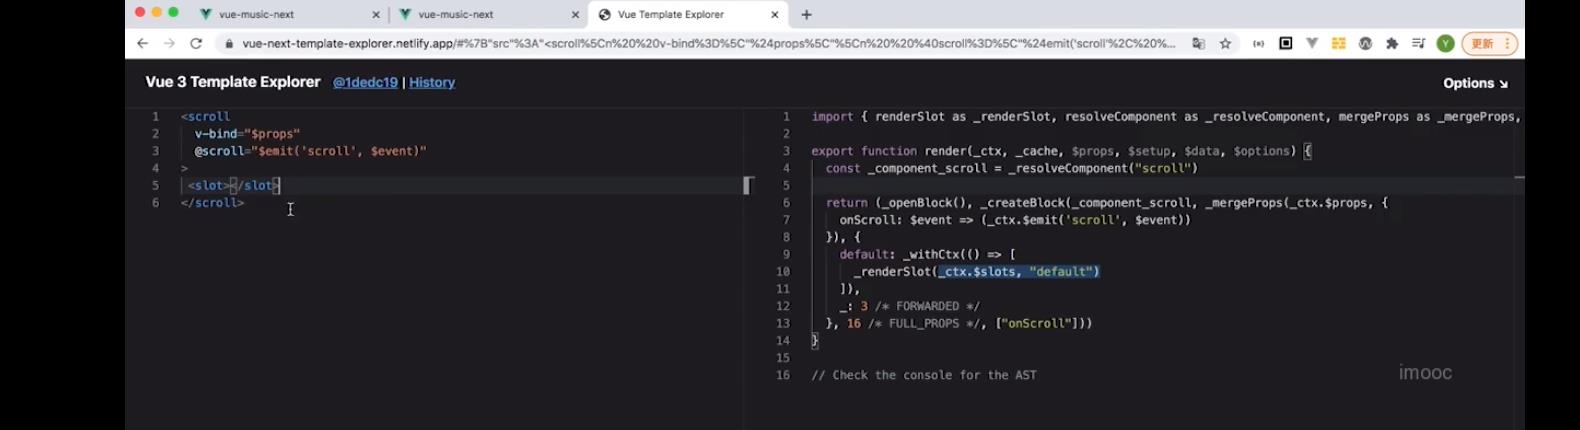 vue-music-next
vue-music-next
Vue Template Explorer
vue-next-template-explorer.netlify.app/#%7B"src"%3A"<scroll%5Cn%20%20v-bind%3D%5C"%24props%5C"%5Cn%20%20%40scroll%3D%5C"%24emit('scroll'%2C%20%...
Y
更新
Vue 3 Template Explorer @1dedc19 | History
Options ↘
1 <scroll
2 v-bind="$props"
3 @scroll="$emit('scroll', $event)"
4 >
5 <slot></slot>
6 </scroll>
1 import { renderSlot as _renderSlot, resolveComponent as _resolveComponent, mergeProps as _mergeProps,
2
3 export function render(_ctx, _cache, $props, $setup, $data, $options) {
4 const _component_scroll = _resolveComponent("scroll")
5
6 return (_openBlock(), _createBlock(_component_scroll, _mergeProps(_ctx.$props, {
7 onScroll: $event => (_ctx.$emit('scroll', $event))
8 }), {
9 default: _withCtx(() => [
10 _renderSlot(_ctx.$slots, "default")
11 ]),
12 _: 3 /* FORWARDED */
13 }, 16 /* FULL_PROPS */, ["onScroll"]))
14 }
15
16 // Check the console for the AST
imooc